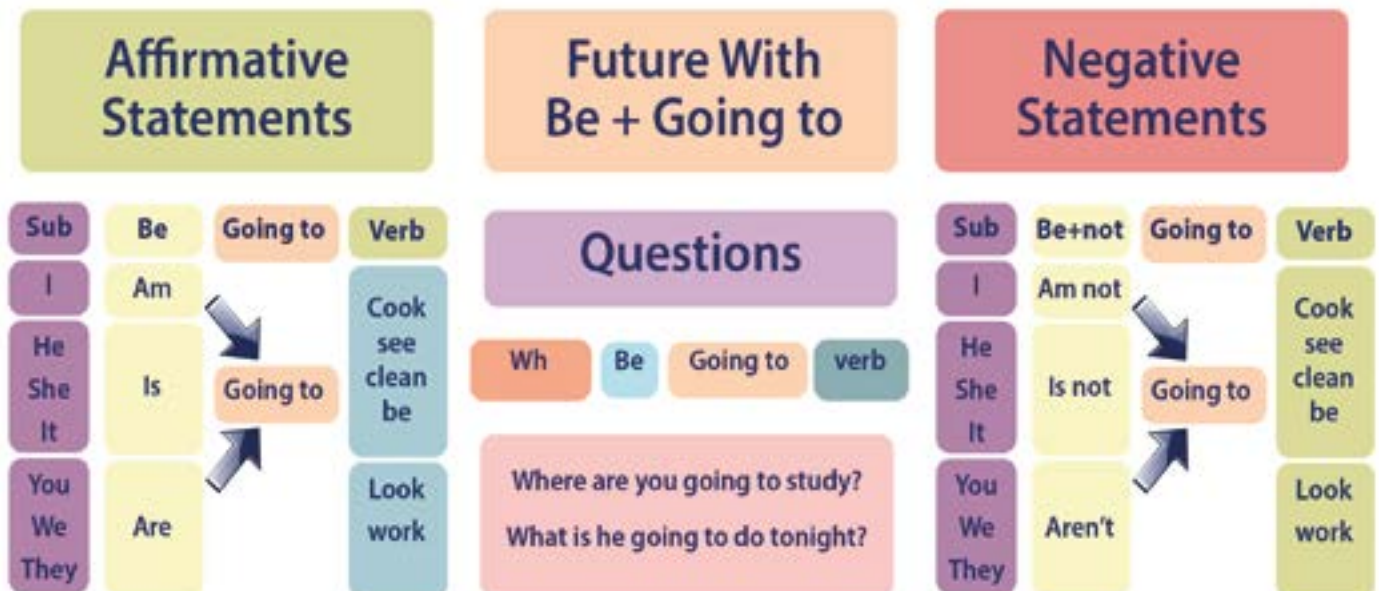 Affirmative
Statements
Sub
Be
Going to
Verb
I
Am
He
She
It
Is
Going to
Cook
see
clean
be
You
We
They
Are
Look
work
Future With
Be + Going to
Questions
Wh
Be
Going to
verb
Where are you going to study?
What is he going to do tonight?
Negative
Statements
Sub
Be+not
Going to
Verb
I
Am not
He
She
It
Is not
Going to
Cook
see
clean
be
You
We
They
Aren't
Look
work